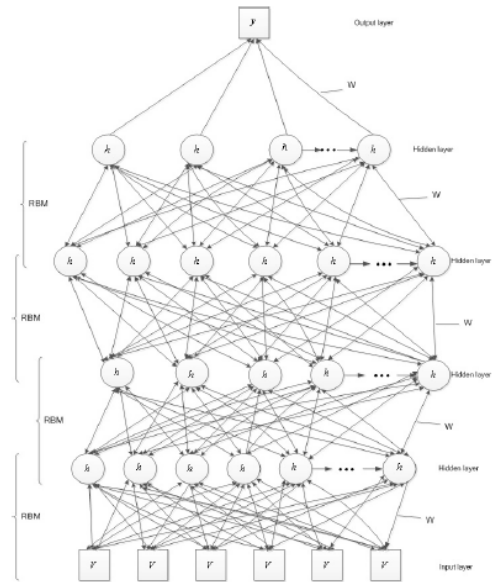 y Output layer
W
h h h h Hidden layer
RBM
W
h h h h h h Hidden layer
RBM
W
h h h h h Hidden layer
RBM
W
h h h h h h Hidden layer
RBM
W
V V V V V V Input layer